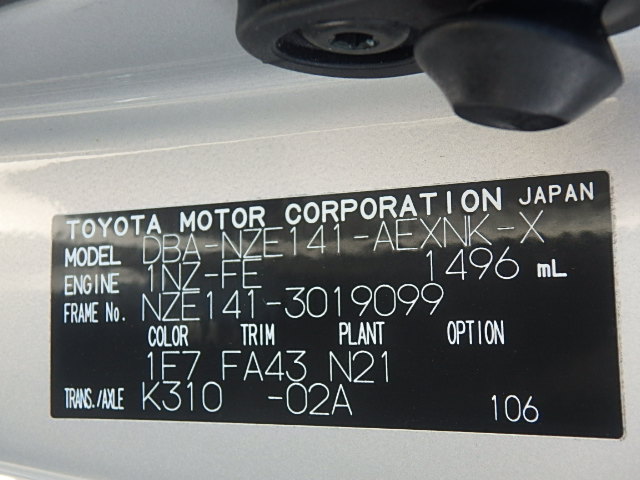 TOYOTA MOTOR CORPORATION JAPAN
MODEL DBA-NZE141-AEXNK-X
ENGINE 1NZ-FE 1496 mL
FRAME No. NZE141-3019099
COLOR TRIM PLANT OPTION
1E7 FA43 N21
TRANS./AXLE K310 -02A 106